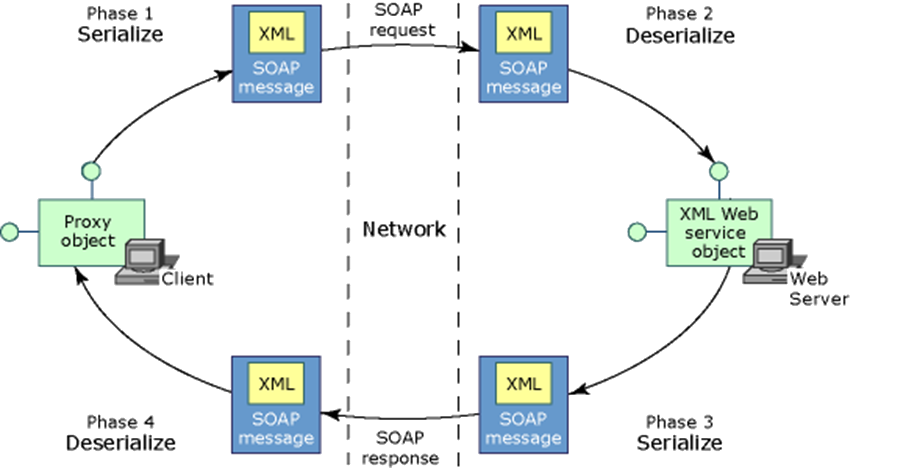 Phase 1
Serialize
XML
SOAP
message
SOAP
request
XML
SOAP
message
Phase 2
Deserialize
Proxy
object
Client
Network
XML Web
service
object
Web
Server
Phase 4
Deserialize
XML
SOAP
message
SOAP
response
XML
SOAP
message
Phase 3
Serialize